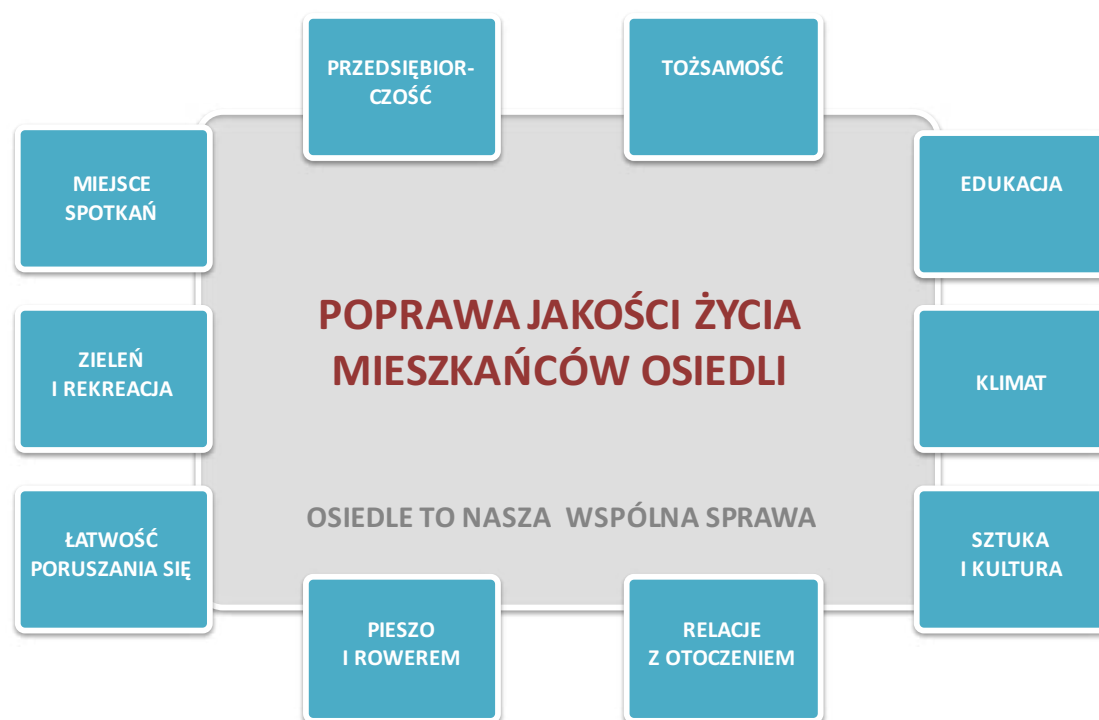 PRZEDSIĘBIOR-
CZOŚĆ
TOŻSAMOŚĆ
MIEJSCE
SPOTKAŃ
EDUKACJA
POPRAWA JAKOŚCI ŻYCIA
MIESZKAŃCÓW OSIEDLI
ZIELEŃ
I REKREACJA
KLIMAT
OSIEDLE TO NASZA WSPÓLNA SPRAWA
ŁATWOŚĆ
PORUSZANIA SIĘ
SZTUKA
I KULTURA
PIESZO
I ROWEREM
RELACJE
Z OTOCZENIEM